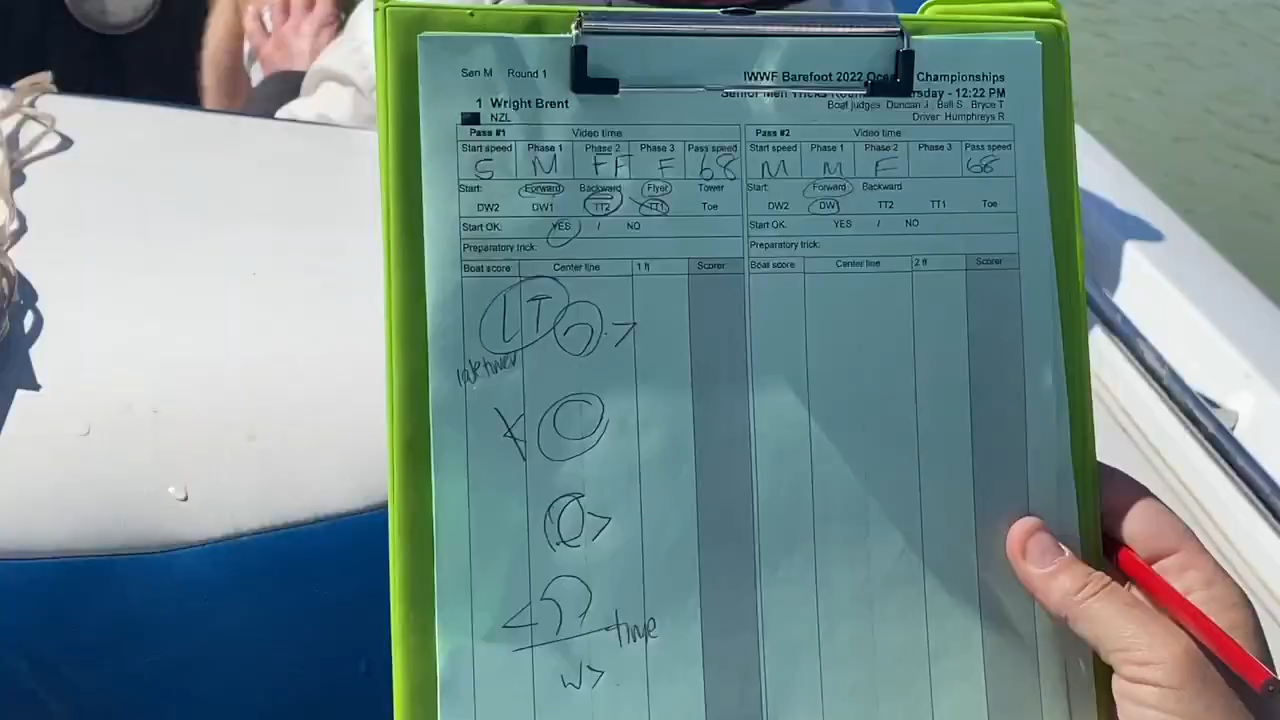 Sen M Round 1
IWWF Barefoot 2022 Championships
Senior Men Tricks - 12:22 PM
1 Wright Brent
Boat judges Duncan J, Ball S, Bryce T
NZL
Driver Humphreys R
Pass #1 Video time
Start speed Phase 1 Phase 2 Phase 3 Pass speed
S M FF F 68
Start: Forward Backward Flyer Tower
DW2 DW1 TT2 TT1 Toe
Start OK: YES / NO
Preparatory trick:
Boat score Center line 1 ft Scorer
LT
time
W>
Pass #2 Video time
Start speed Phase 1 Phase 2 Phase 3 Pass speed
M M F 68
Start: Forward Backward
DW2 DW1 TT2 TT1 Toe
Start OK: YES / NO
Preparatory trick:
Boat score Center line 2 ft Scorer